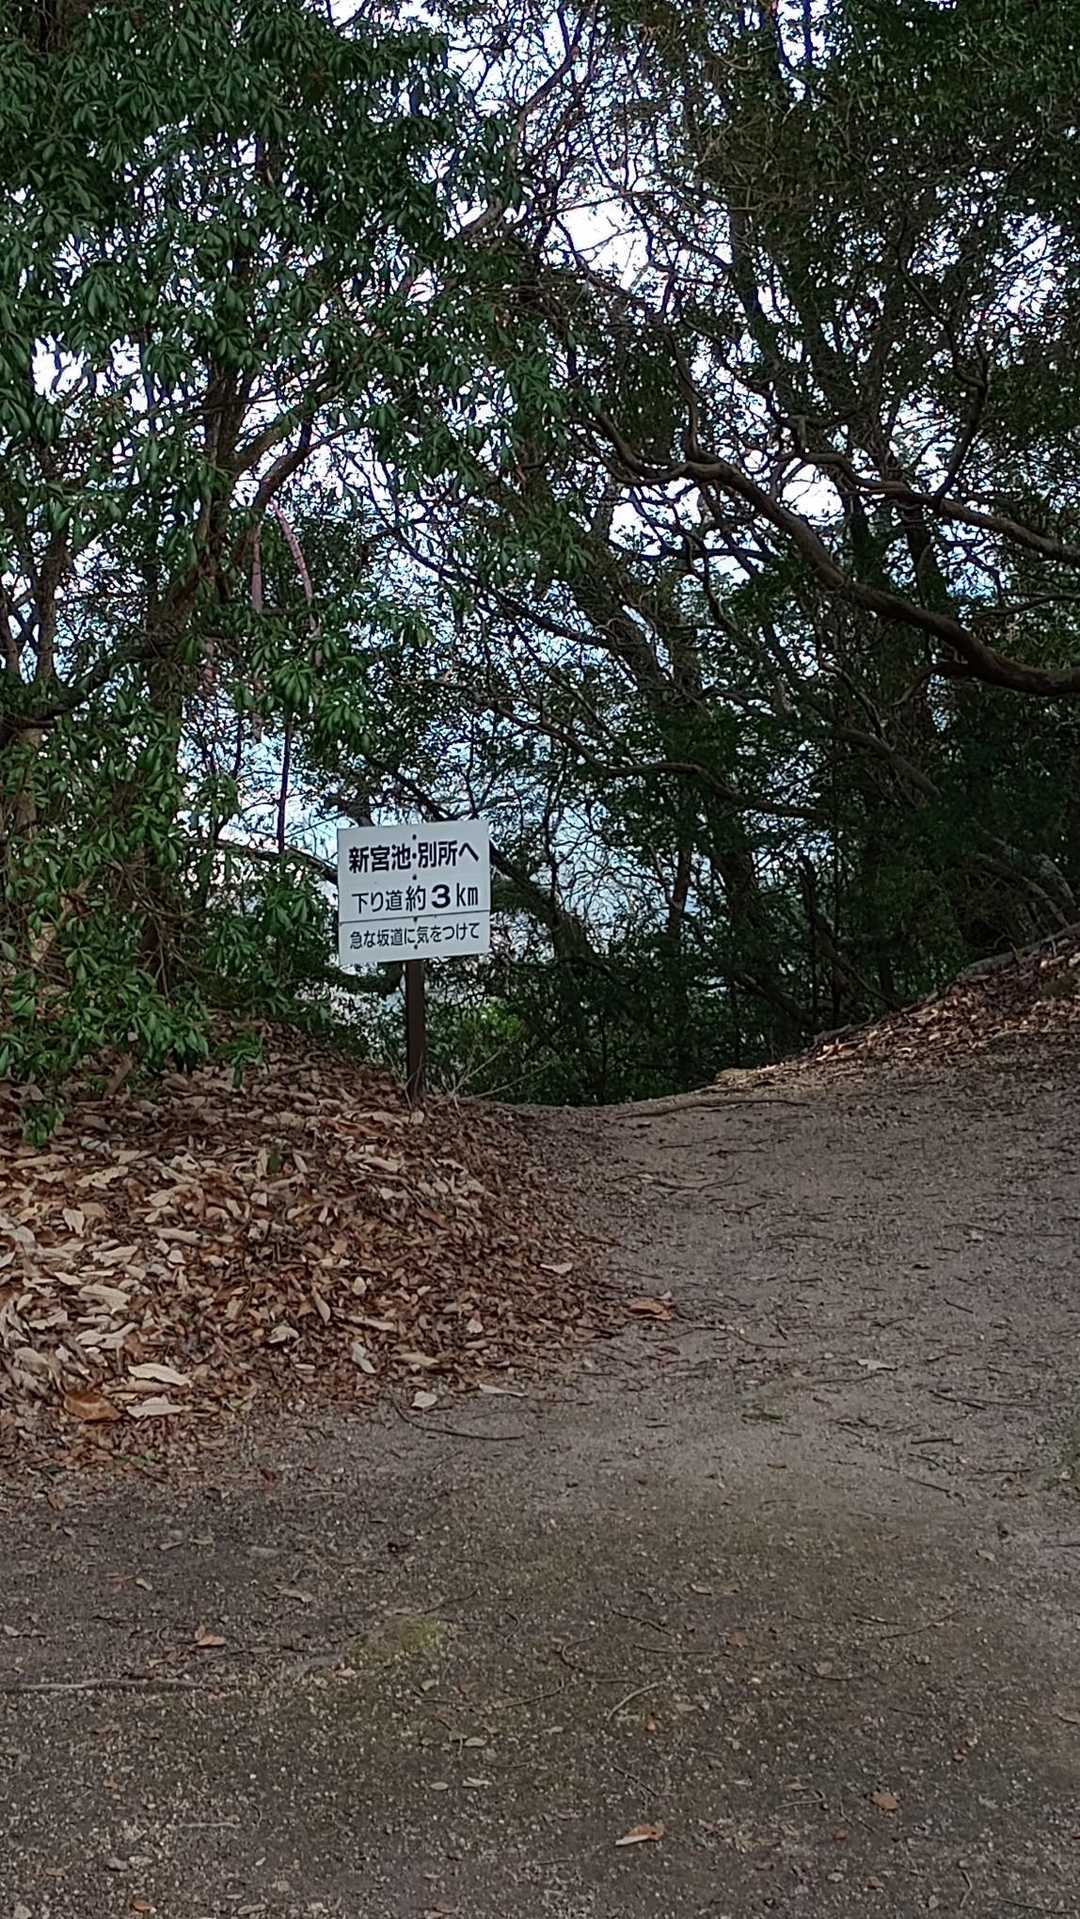 新宮池・別所へ
下り道約3km
急な坂道に気をつけて